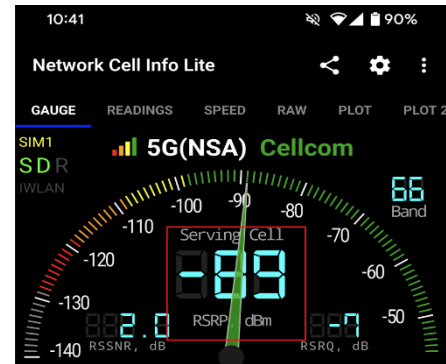 10:41 90%
Network Cell Info Lite
GAUGE READINGS SPEED RAW PLOT PLOT 2
SIM1
5G(NSA) Cellcom
SDR
IWLAN
66
Band
-140 -130 -120 -110 -100 -90 -80 -70 -60 -50
Serving Cell
-89
RSRP, dBm
2.0
RSSNR, dB
-7
RSRQ, dB